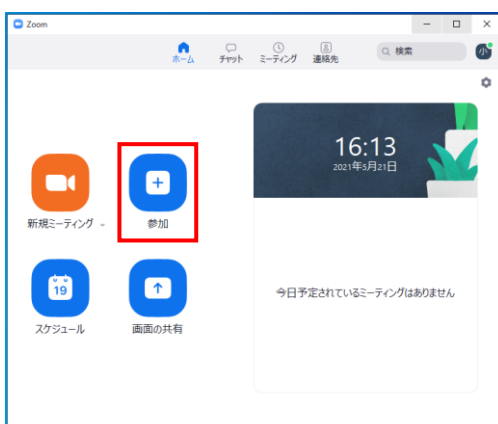 Zoom
ホーム
チャット
ミーティング
連絡先
検索
小
16:13
2021年5月21日
新規ミーティング
参加
19
スケジュール
画面の共有
今日予定されているミーティングはありません